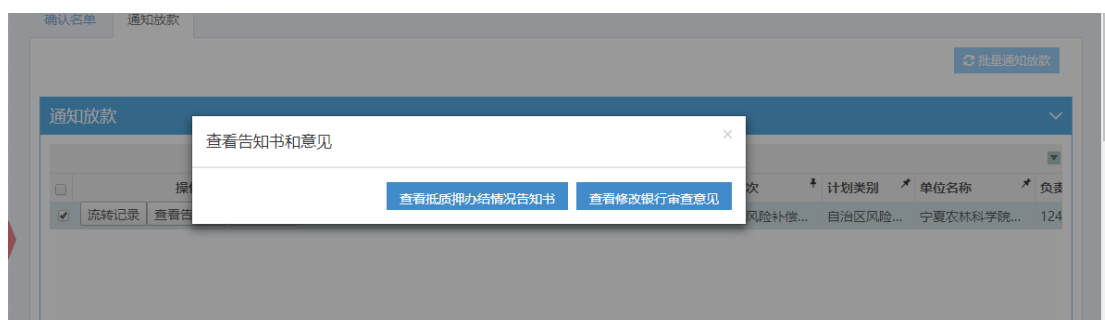 确认名单 通知放款
批量通知放款
通知放款
查看告知书和意见 ×
查看抵质押办结情况告知书 查看修改银行审查意见
操 次 计划类别 单位名称 负责
流转记录 查看告 风险补偿... 自治区风险... 宁夏农林科学院... 124